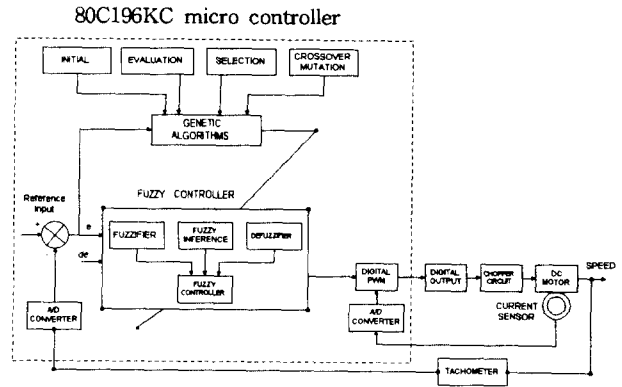 80C196KC micro controller
INITIAL
EVALUATION
SELECTION
CROSSOVER
MUTATION
GENETIC
ALGORITHMS
FUZZY CONTROLLER
Reference
Input
+
e
de
-
FUZZIFIER
FUZZY
INFERENCE
DEFUZZIFIER
FUZZY
CONTROLLER
DIGITAL
PWM
DIGITAL
OUTPUT
CHOPPER
CIRCUIT
DC
MOTOR
SPEED
A/D
CONVERTER
A/D
CONVERTER
CURRENT
SENSOR
TACHOMETER